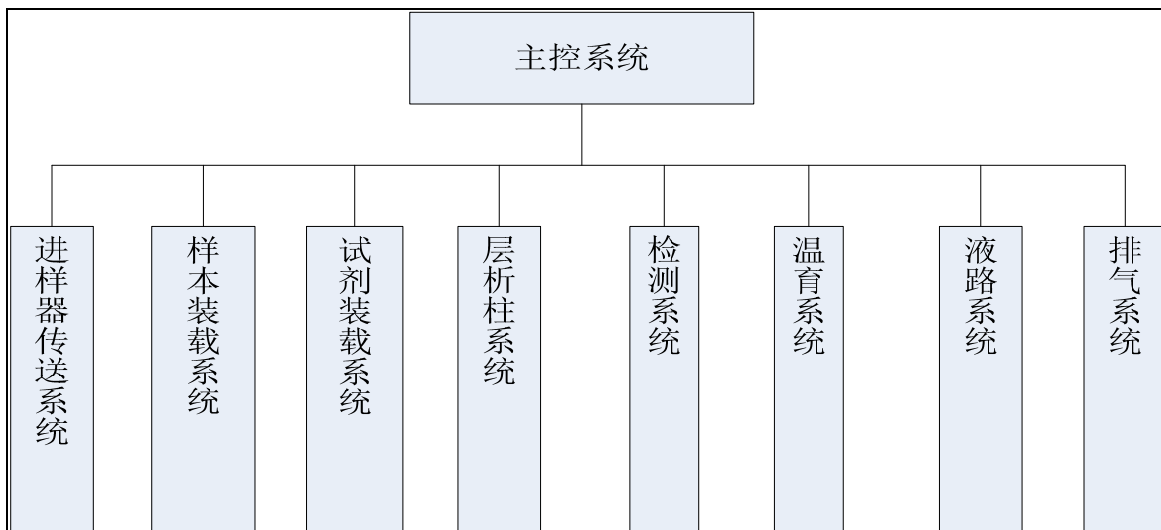 主控系统
进样器传送系统
样本装载系统
试剂装载系统
层析柱系统
检测系统
温育系统
液路系统
排气系统